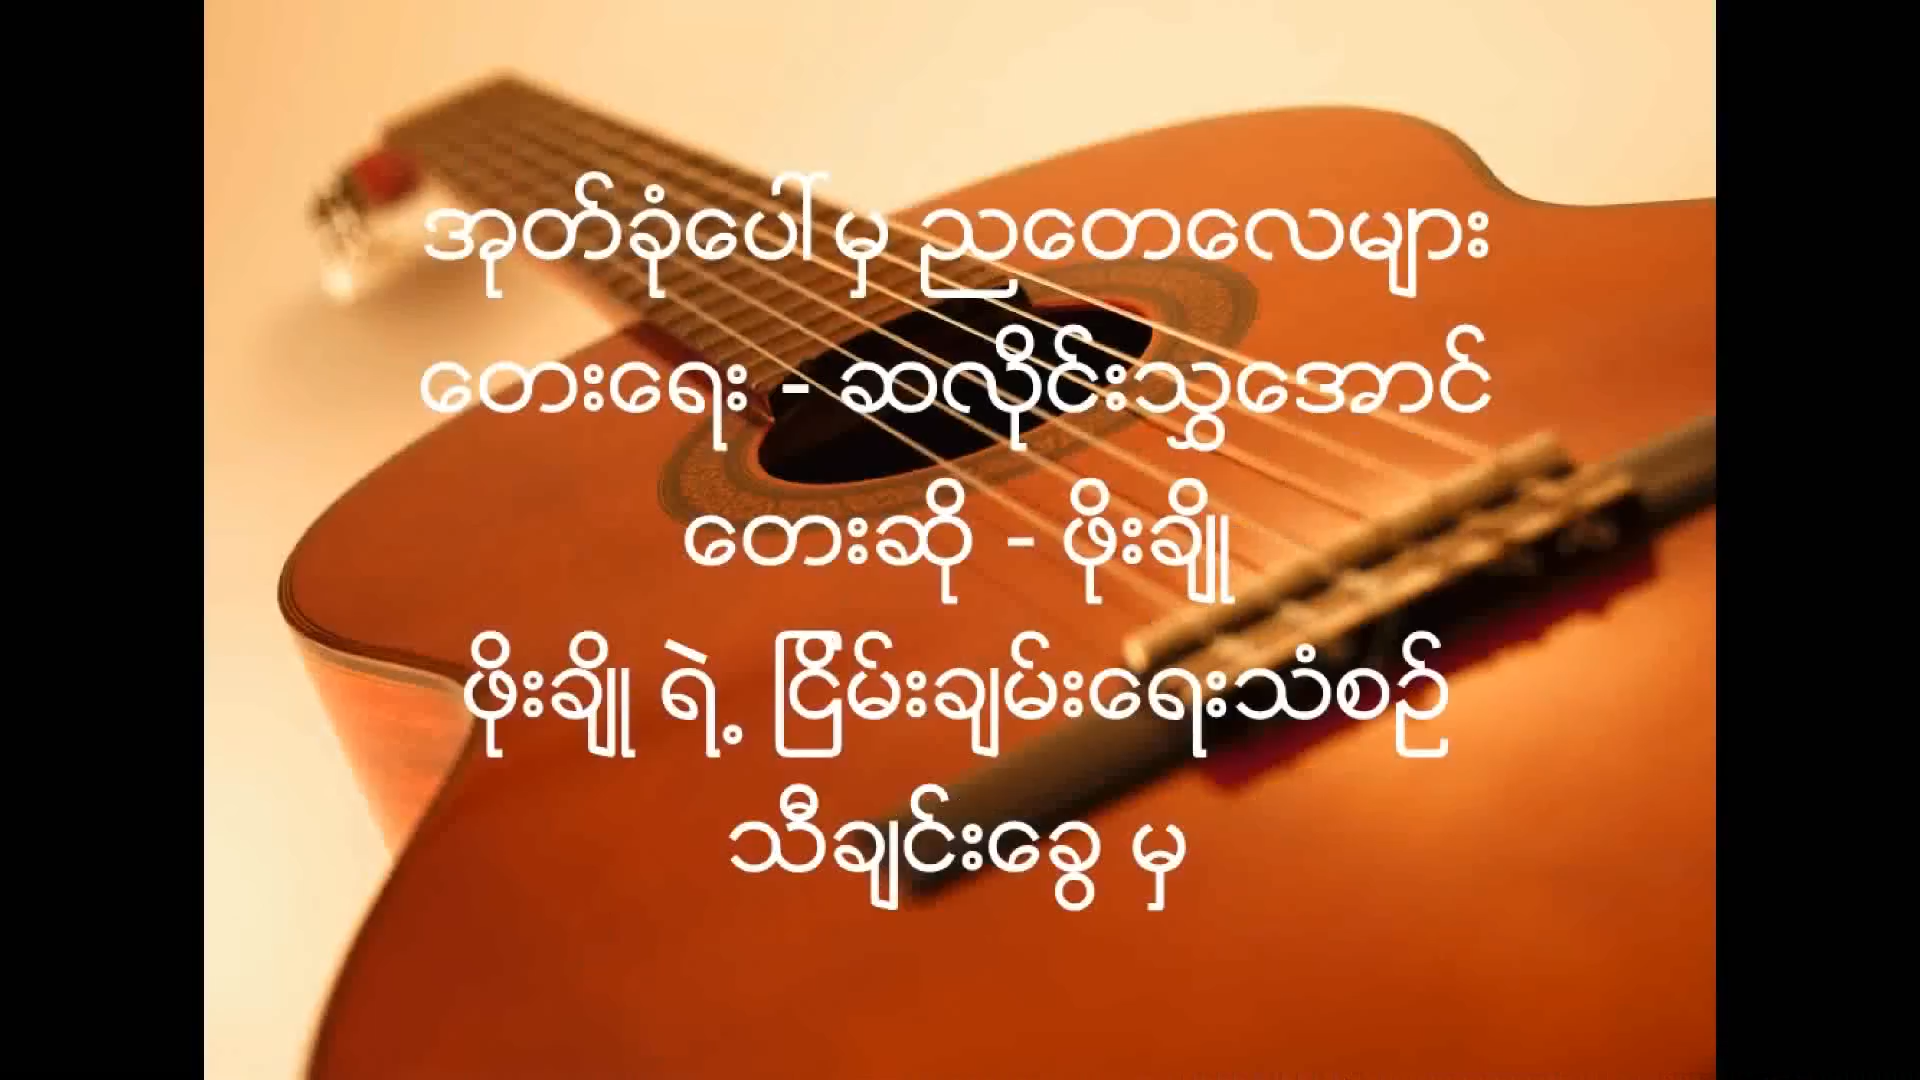 အုတ်ခုံပေါ်မှ ညတေလေများ
တေးရေး - ဆလိုင်းသွှအောင်
တေးဆို - ဖိုးချို
ဖိုးချို ရဲ့ ငြိမ်းချမ်းရေးသံစဉ်
သီချင်းခွေ မှ